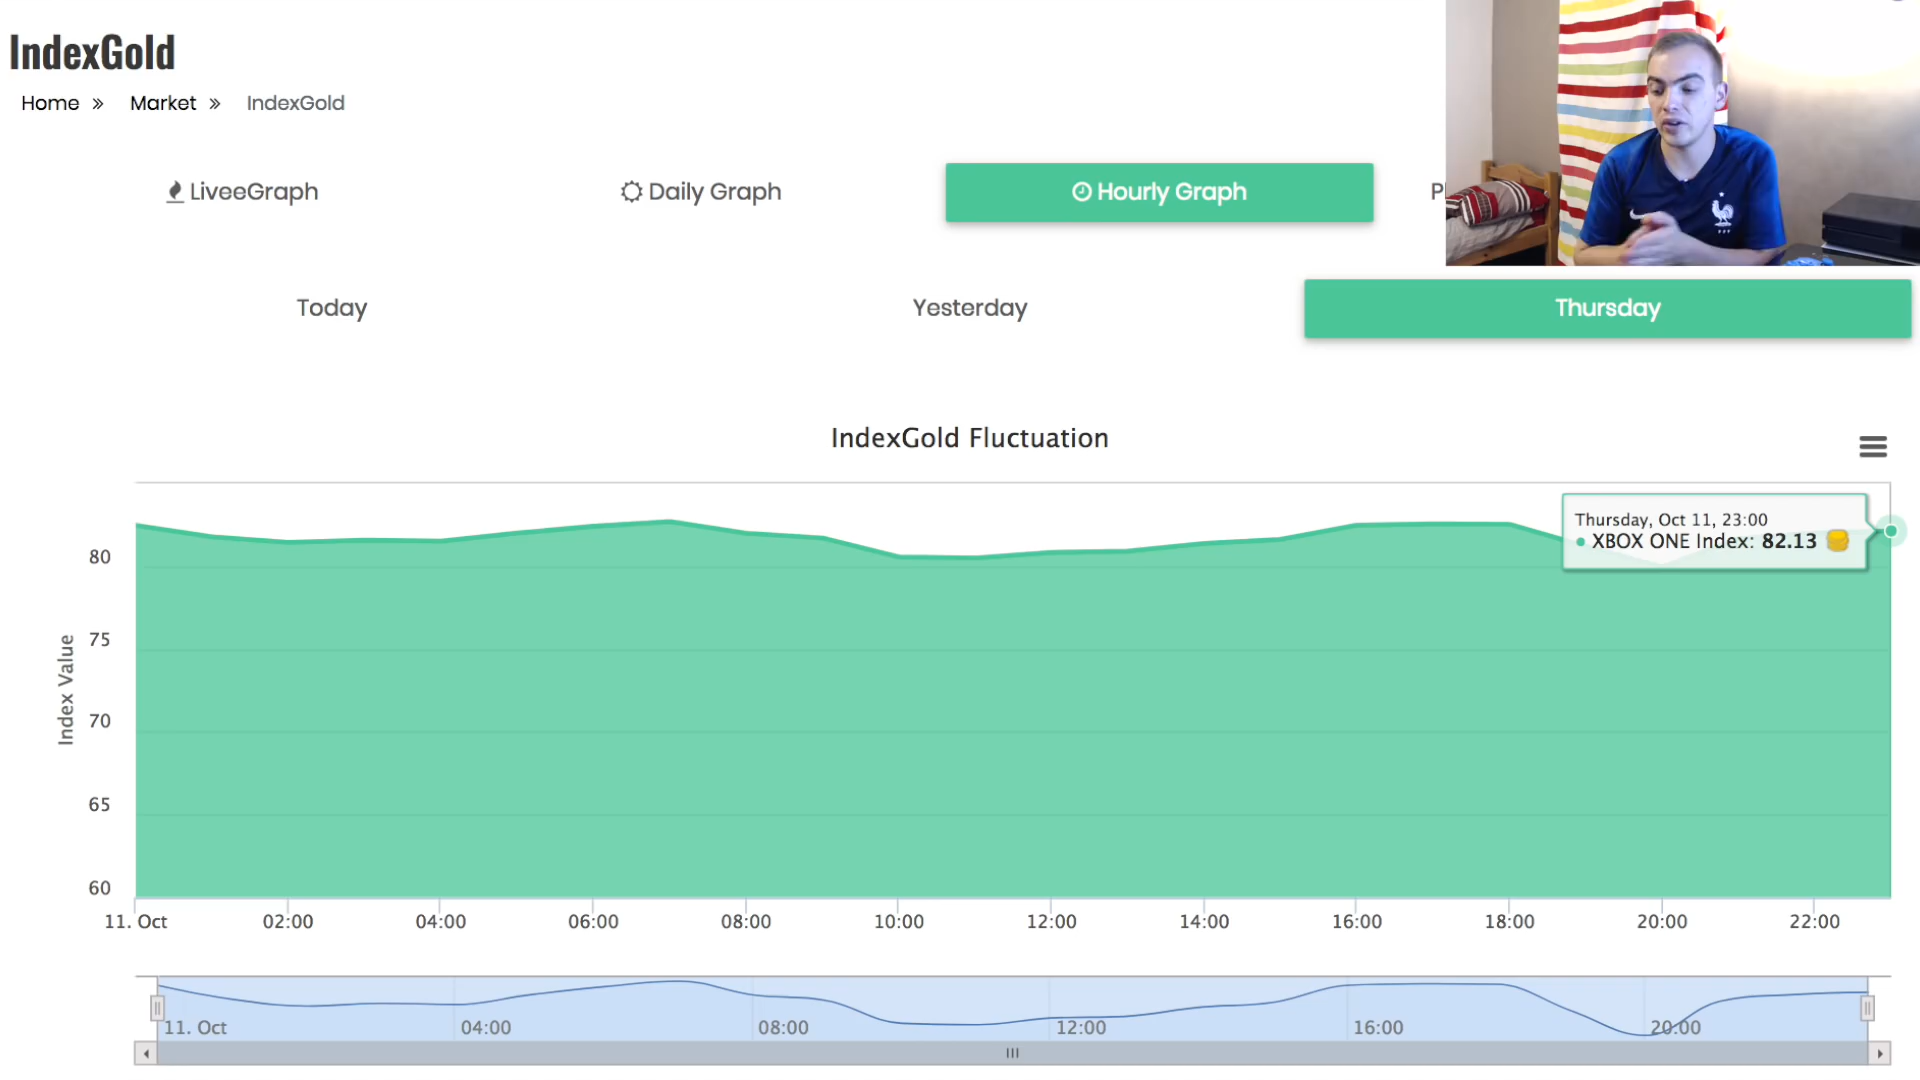 IndexGold
Home » Market » IndexGold
LiveeGraph
Daily Graph
Hourly Graph
Today
Yesterday
Thursday
IndexGold Fluctuation
Thursday, Oct 11, 23:00
XBOX ONE Index: 82.13
Index Value
80
75
70
65
60
11. Oct 02:00 04:00 06:00 08:00 10:00 12:00 14:00 16:00 18:00 20:00 22:00
11. Oct 04:00 08:00 12:00 16:00 20:00